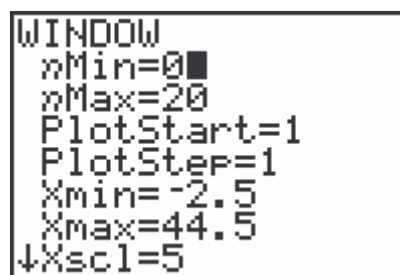 WINDOW
nMin=0
nMax=20
PlotStart=1
PlotStep=1
Xmin=-2.5
Xmax=44.5
↓Xscl=5